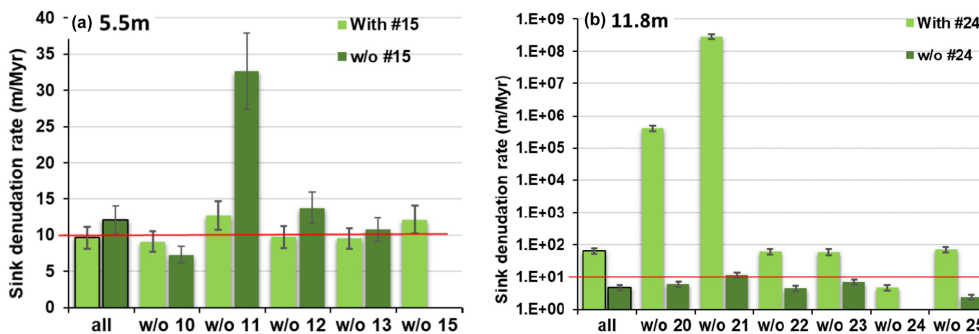 (a) 5.5m
With #15
w/o #15
Sink denudation rate (m/Myr)
40
35
30
25
20
15
10
5
0
all w/o 10 w/o 11 w/o 12 w/o 13 w/o 15
(b) 11.8m
With #24
w/o #24
Sink denudation rate (m/Myr)
1.E+09
1.E+08
1.E+07
1.E+06
1.E+05
1.E+04
1.E+03
1.E+02
1.E+01
1.E+00
all w/o 20 w/o 21 w/o 22 w/o 23 w/o 24 w/o 25